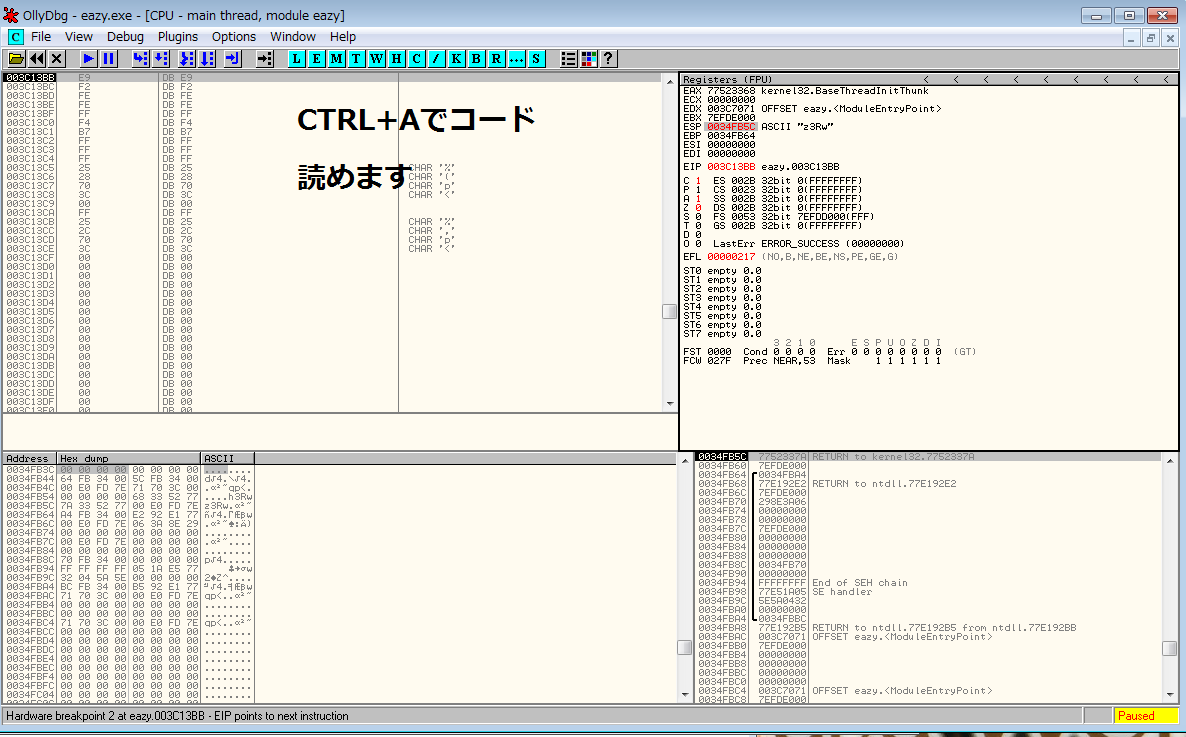 OllyDbg - eazy.exe - [CPU - main thread, module eazy]
C File View Debug Plugins Options Window Help
L E M T W H C / K B R ... S ?
003C13BB E9 DB E9
003C13BC F2 DB F2
003C13BD FE DB FE
003C13BE FE DB FE
003C13BF FF DB FF
003C13C0 F4 DB F4
003C13C1 B7 DB B7
003C13C2 FF DB FF
003C13C3 FF DB FF
003C13C4 FF DB FF
003C13C5 25 DB 25 CHAR '%'
003C13C6 28 DB 28 CHAR '('
003C13C7 70 DB 70 CHAR 'p'
003C13C8 3C DB 3C CHAR '<'
003C13C9 00 DB 00
003C13CA FF DB FF
003C13CB 25 DB 25 CHAR '%'
003C13CC 2C DB 2C CHAR ','
003C13CD 70 DB 70 CHAR 'p'
003C13CE 3C DB 3C CHAR '<'
003C13CF 00 DB 00
003C13D0 00 DB 00
003C13D1 00 DB 00
003C13D2 00 DB 00
003C13D3 00 DB 00
003C13D4 00 DB 00
003C13D5 00 DB 00
003C13D6 00 DB 00
003C13D7 00 DB 00
003C13D8 00 DB 00
003C13D9 00 DB 00
003C13DA 00 DB 00
003C13DB 00 DB 00
003C13DC 00 DB 00
003C13DD 00 DB 00
003C13DE 00 DB 00
003C13DF 00 DB 00
003C13E0 00 DB 00
CTRL+Aでコード
読めます
Registers (FPU) < < < < < < < < <
EAX 77523368 kernel32.BaseThreadInitThunk
ECX 00000000
EDX 003C7071 OFFSET eazy.<ModuleEntryPoint>
EBX 7EFDE000
ESP 0034FB5C ASCII "z3Rw"
EBP 0034FB64
ESI 00000000
EDI 00000000
EIP 003C13BB eazy.003C13BB
C 1 ES 002B 32bit 0(FFFFFFFF)
P 1 CS 0023 32bit 0(FFFFFFFF)
A 1 SS 002B 32bit 0(FFFFFFFF)
Z 0 DS 002B 32bit 0(FFFFFFFF)
S 0 FS 0053 32bit 7EFDD000(FFF)
T 0 GS 002B 32bit 0(FFFFFFFF)
D 0
O 0 LastErr ERROR_SUCCESS (00000000)
EFL 00000217 (NO,B,NE,BE,NS,PE,GE,G)
ST0 empty 0.0
ST1 empty 0.0
ST2 empty 0.0
ST3 empty 0.0
ST4 empty 0.0
ST5 empty 0.0
ST6 empty 0.0
ST7 empty 0.0
3 2 1 0 E S P U O Z D I
FST 0000 Cond 0 0 0 0 Err 0 0 0 0 0 0 0 0 (GT)
FCW 027F Prec NEAR,53 Mask 1 1 1 1 1 1
Address Hex dump ASCII
0034FB3C 00 00 00 00 00 00 00 00 ........
0034FB44 64 FB 34 00 5C FB 34 00
0034FB4C 00 E0 FD 7E 71 70 3C 00
0034FB54 00 00 00 00 68 33 52 77 ....h3Rw
0034FB5C 7A 33 52 77 00 E0 FD 7E
0034FB64 A4 FB 34 00 E2 92 E1 77
0034FB6C 00 E0 FD 7E 06 3A 8E 29
0034FB74 00 00 00 00 00 00 00 00 ........
0034FB7C 00 E0 FD 7E 00 00 00 00
0034FB84 00 00 00 00 00 00 00 00 ........
0034FB8C 70 FB 34 00 00 00 00 00
0034FB94 FF FF FF FF 05 1A E5 77
0034FB9C 32 04 5A 5E 00 00 00 00
0034FBA4 BC FB 34 00 B5 92 E1 77
0034FBAC 71 70 3C 00 00 E0 FD 7E
0034FBB4 00 00 00 00 00 00 00 00 ........
0034FBBC 00 00 00 00 00 00 00 00 ........
0034FBC4 71 70 3C 00 00 E0 FD 7E
0034FBCC 00 00 00 00 00 00 00 00 ........
0034FBD4 00 00 00 00 00 00 00 00 ........
0034FBDC 00 00 00 00 00 00 00 00 ........
0034FBE4 00 00 00 00 00 00 00 00 ........
0034FBEC 00 00 00 00 00 00 00 00 ........
0034FBF4 00 00 00 00 00 00 00 00 ........
0034FBFC 00 00 00 00 00 00 00 00 ........
0034FC04 00 00 00 00 00 00 00 00 ........
0034FB5C 7752337A RETURN to kernel32.7752337A
0034FB60 7EFDE000
0034FB64 0034FBA4
0034FB68 77E192E2 RETURN to ntdll.77E192E2
0034FB6C 7EFDE000
0034FB70 298E3A06
0034FB74 00000000
0034FB78 00000000
0034FB7C 7EFDE000
0034FB80 00000000
0034FB84 00000000
0034FB88 00000000
0034FB8C 0034FB70
0034FB90 00000000
0034FB94 FFFFFFFF End of SEH chain
0034FB98 77E51A05 SE handler
0034FB9C 5E5A0432
0034FBA0 00000000
0034FBA4 0034FBBC
0034FBA8 77E192B5 RETURN to ntdll.77E192B5 from ntdll.77E192BB
0034FBAC 003C7071 OFFSET eazy.<ModuleEntryPoint>
0034FBB0 7EFDE000
0034FBB4 00000000
0034FBB8 00000000
0034FBBC 00000000
0034FBC0 00000000
0034FBC4 003C7071 OFFSET eazy.<ModuleEntryPoint>
0034FBC8 7EFDE000
Hardware breakpoint 2 at eazy.003C13BB - EIP points to next instruction
Paused